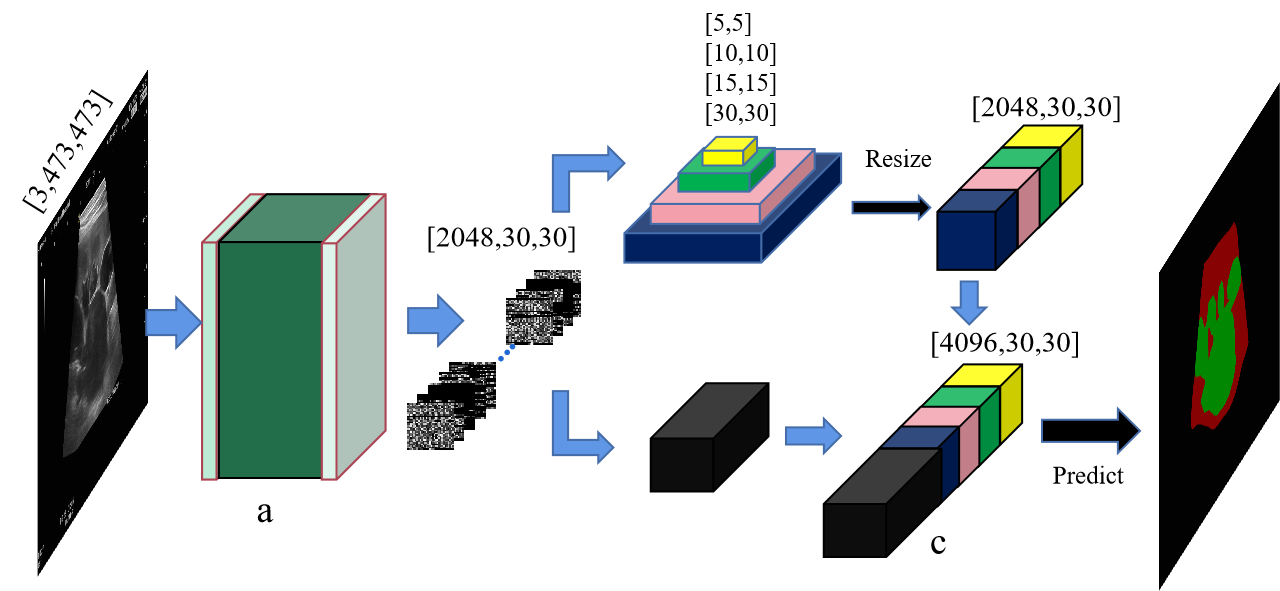 [3,473,473]
a
[2048,30,30]
[5,5]
[10,10]
[15,15]
[30,30]
Resize
[2048,30,30]
[4096,30,30]
c
Predict